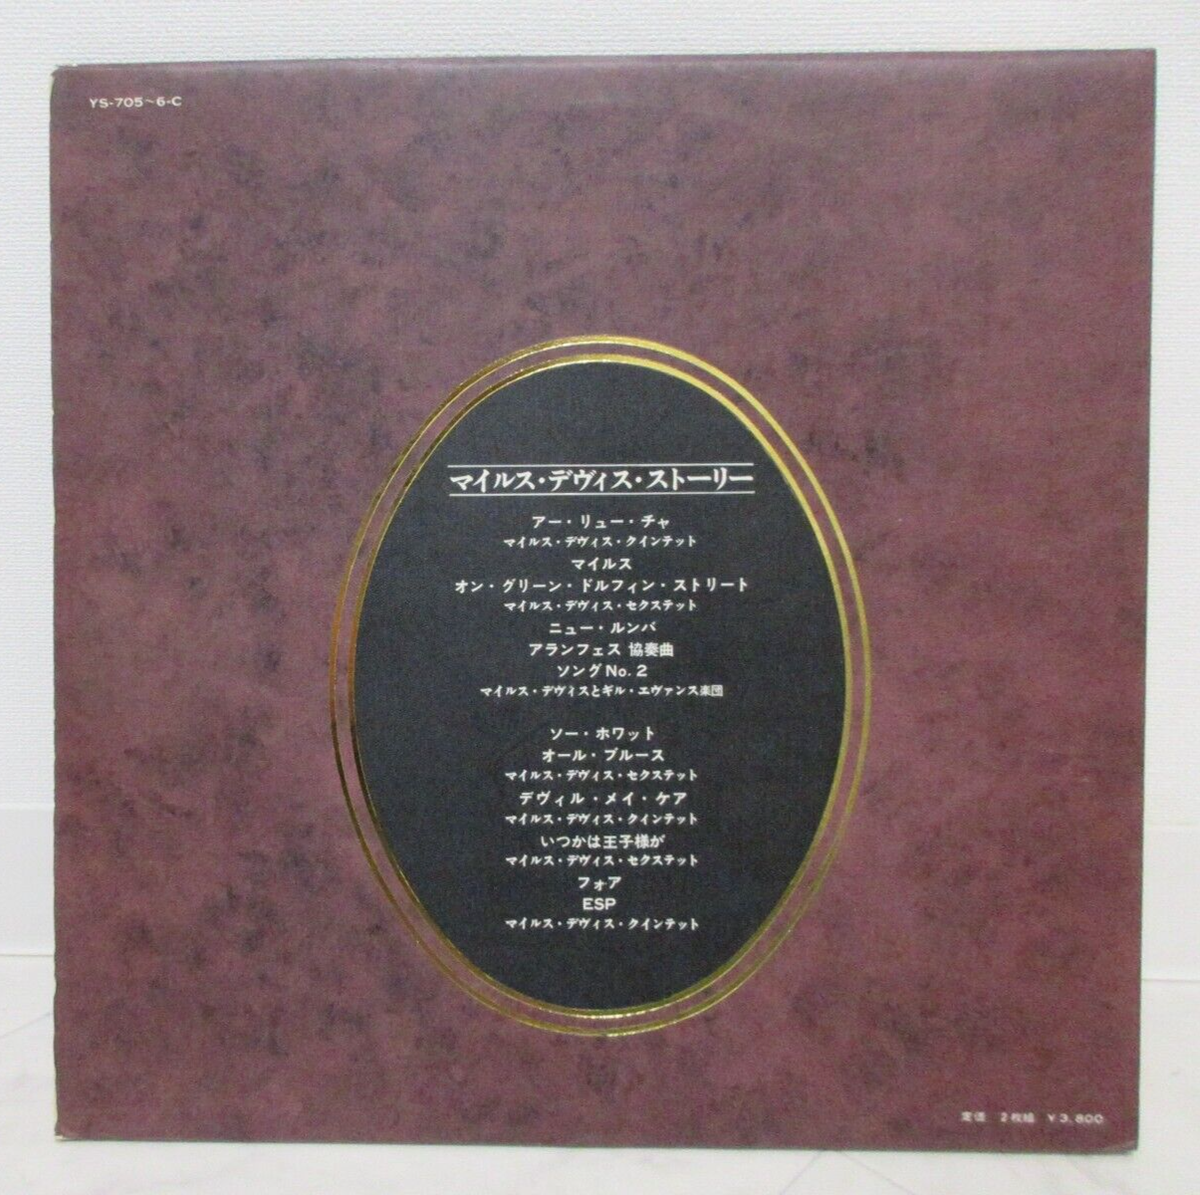 YS-705~6-C
マイルス・デヴィス・ストーリー
アー・リュー・チャ
マイルス・デヴィス・クインテット
マイルス
オン・グリーン・ドルフィン・ストリート
マイルス・デヴィス・セクステット
ニュー・ルンバ
アランフェス 協奏曲
ソング No. 2
マイルス・デヴィスとギル・エヴァンス楽団
ソー・ホワット
オール・ブルース
マイルス・デヴィス・セクステット
デヴィル・メイ・ケア
マイルス・デヴィス・クインテット
いつかは王子様が
マイルス・デヴィス・セクステット
フォア
ESP
マイルス・デヴィス・クインテット
定価 2枚組 ¥3,800